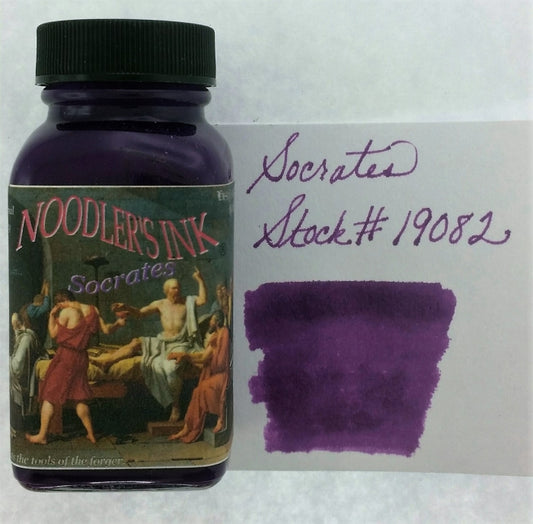 NOODLER'S INK
Socrates
the tools of the forger
Socrates
Stock# 19082